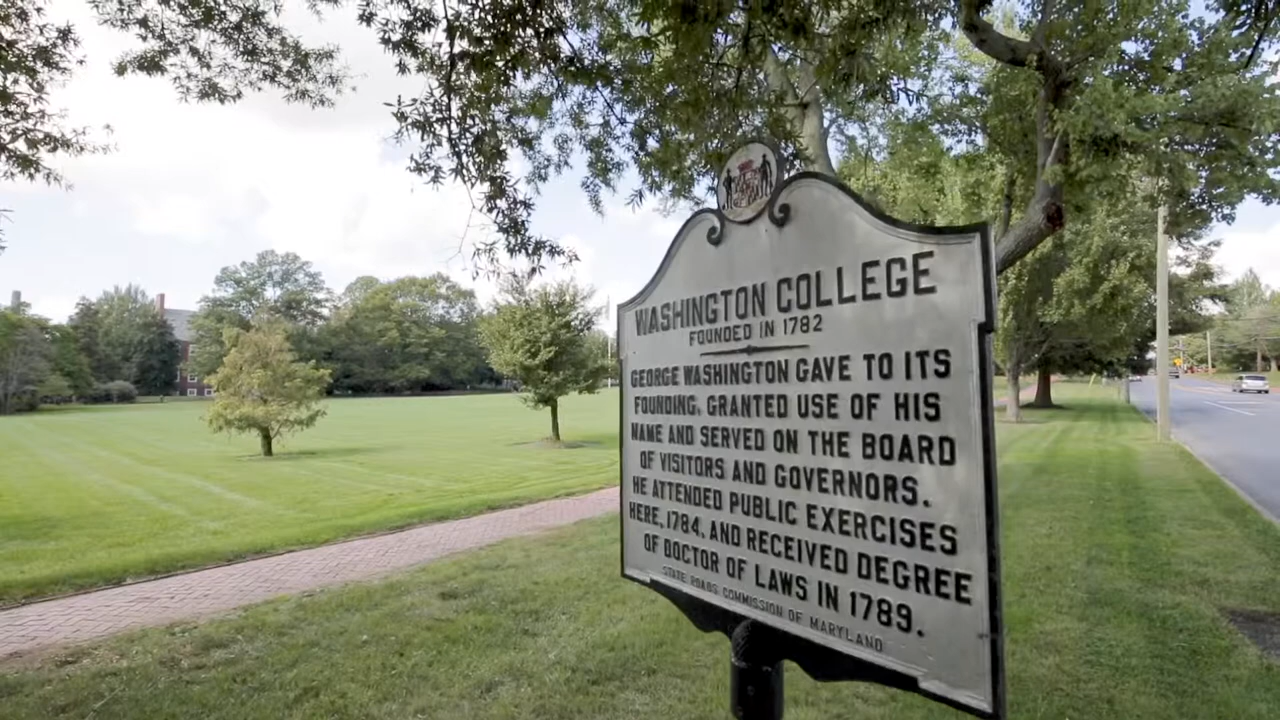 WASHINGTON COLLEGE
FOUNDED IN 1782
GEORGE WASHINGTON GAVE TO ITS
FOUNDING, GRANTED USE OF HIS
NAME AND SERVED ON THE BOARD
OF VISITORS AND GOVERNORS.
HE ATTENDED PUBLIC EXERCISES
HERE, 1784, AND RECEIVED DEGREE
OF DOCTOR OF LAWS IN 1789.
STATE ROADS COMMISSION OF MARYLAND